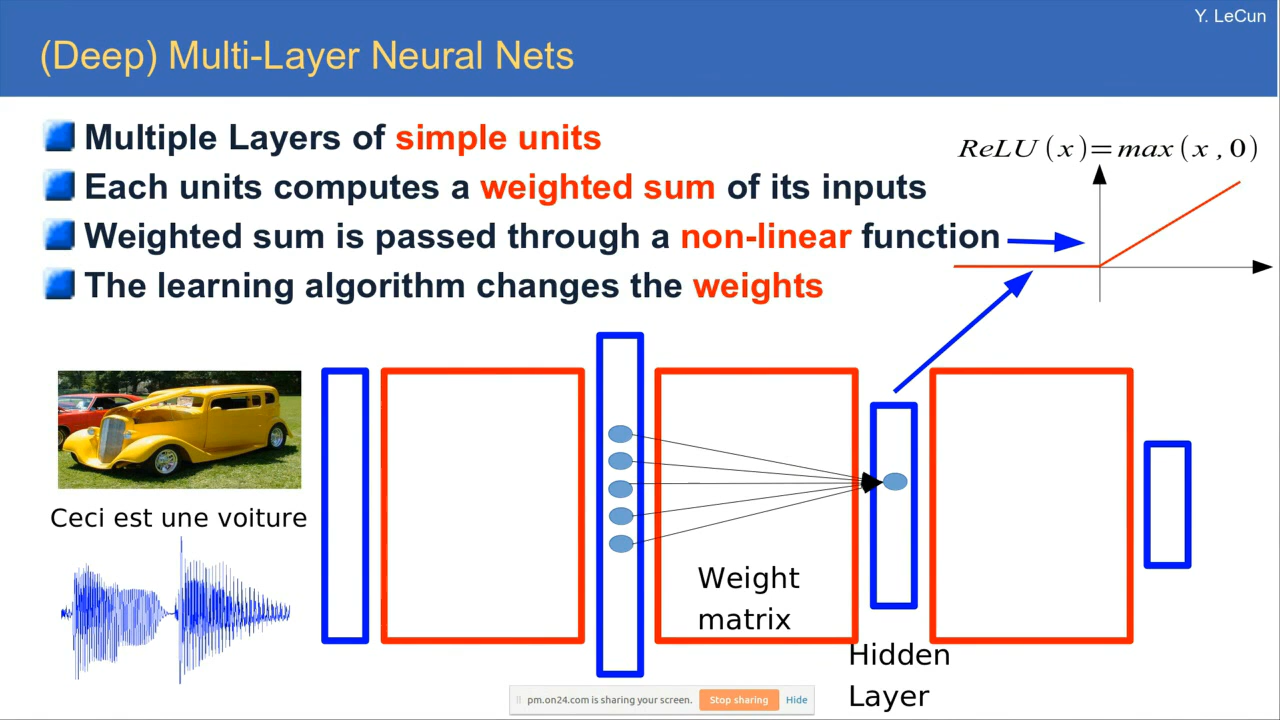 Y. LeCun
(Deep) Multi-Layer Neural Nets
Multiple Layers of simple units
Each units computes a weighted sum of its inputs
Weighted sum is passed through a non-linear function
The learning algorithm changes the weights
ReLU(x)=max(x,0)
Ceci est une voiture
Weight
matrix
Hidden
Layer
pm.on24.com is sharing your screen. Stop sharing Hide